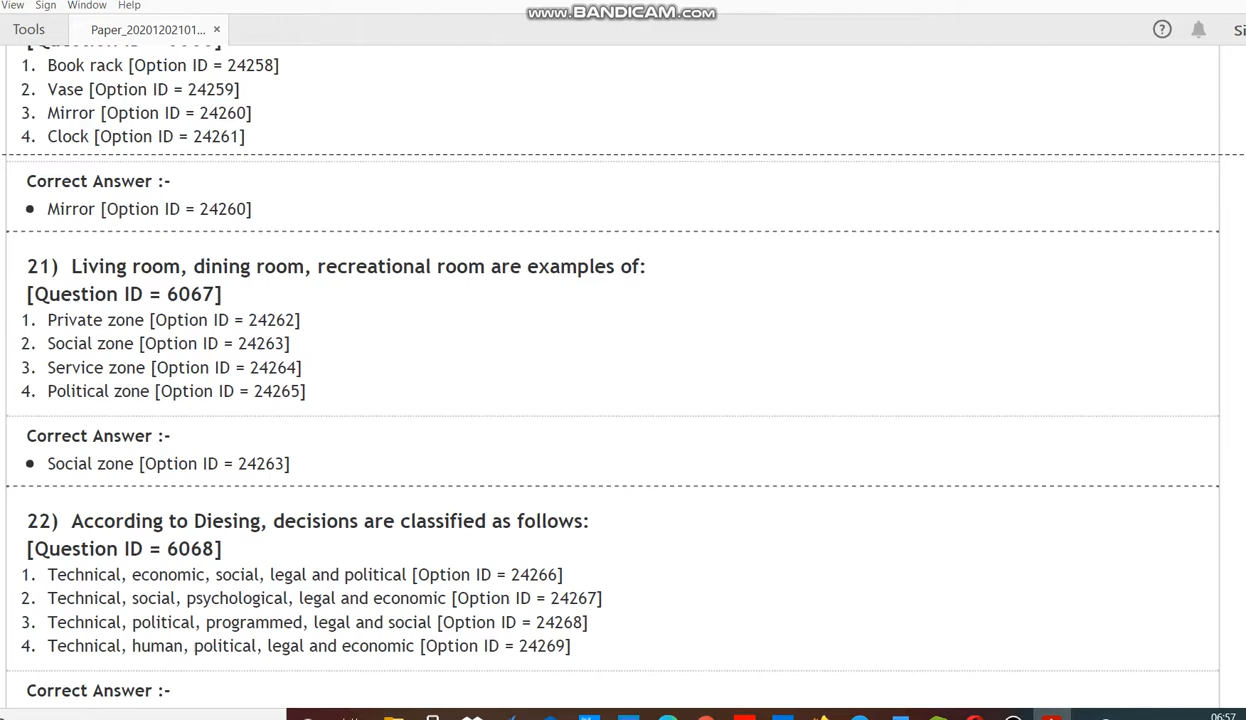 View Sign Window Help
www.BANDICAM.com
Tools Paper_20201202101... × ?
1. Book rack [Option ID = 24258]
2. Vase [Option ID = 24259]
3. Mirror [Option ID = 24260]
4. Clock [Option ID = 24261]
Correct Answer :-
• Mirror [Option ID = 24260]
21) Living room, dining room, recreational room are examples of:
[Question ID = 6067]
1. Private zone [Option ID = 24262]
2. Social zone [Option ID = 24263]
3. Service zone [Option ID = 24264]
4. Political zone [Option ID = 24265]
Correct Answer :-
• Social zone [Option ID = 24263]
22) According to Diesing, decisions are classified as follows:
[Question ID = 6068]
1. Technical, economic, social, legal and political [Option ID = 24266]
2. Technical, social, psychological, legal and economic [Option ID = 24267]
3. Technical, political, programmed, legal and social [Option ID = 24268]
4. Technical, human, political, legal and economic [Option ID = 24269]
Correct Answer :-
06:57